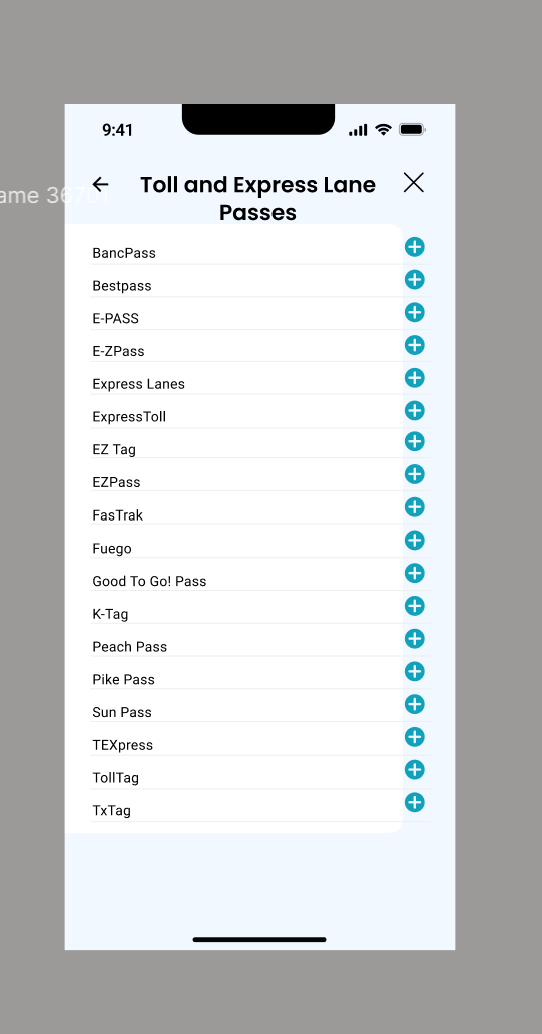 9:41
ame 36701
Toll and Express Lane
Passes
BancPass
Bestpass
E-PASS
E-ZPass
Express Lanes
ExpressToll
EZ Tag
EZPass
FasTrak
Fuego
Good To Go! Pass
K-Tag
Peach Pass
Pike Pass
Sun Pass
TEXpress
TollTag
TxTag